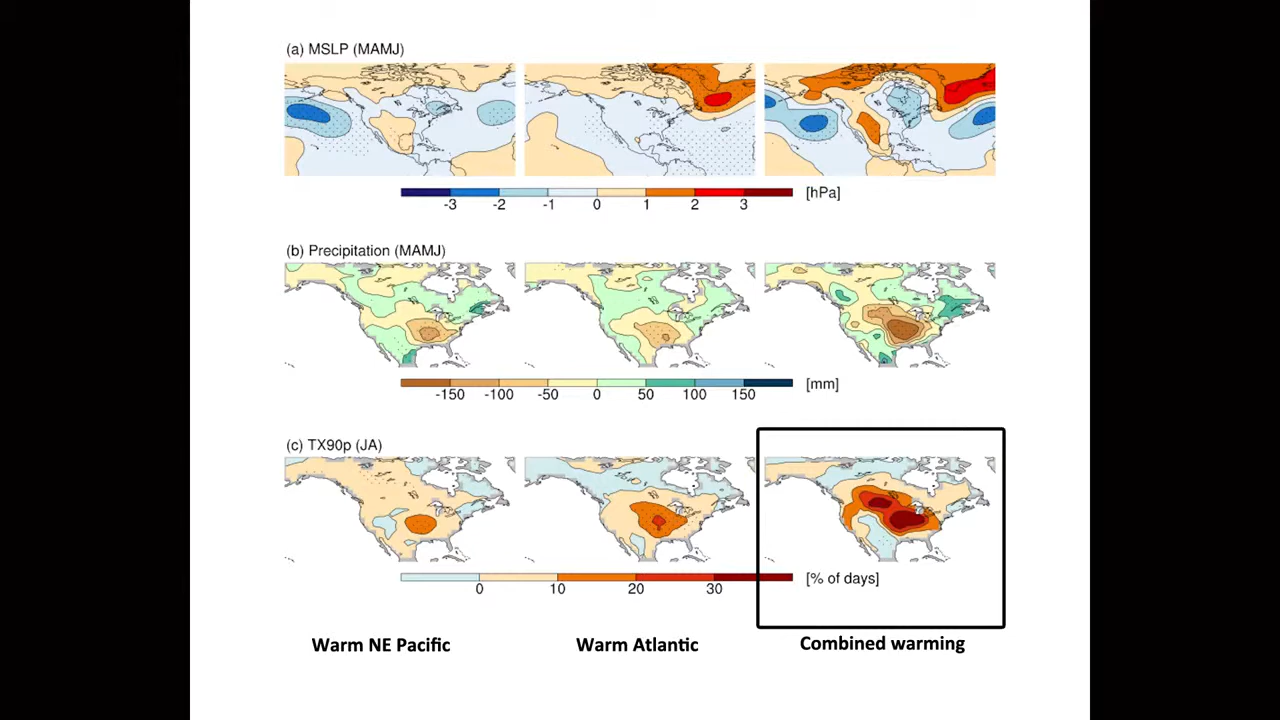 (a) MSLP (MAMJ)
-3 -2 -1 0 1 2 3 [hPa]
(b) Precipitation (MAMJ)
-150 -100 -50 0 50 100 150 [mm]
(c) TX90p (JA)
0 10 20 30 [% of days]
Warm NE Pacific Warm Atlantic Combined warming